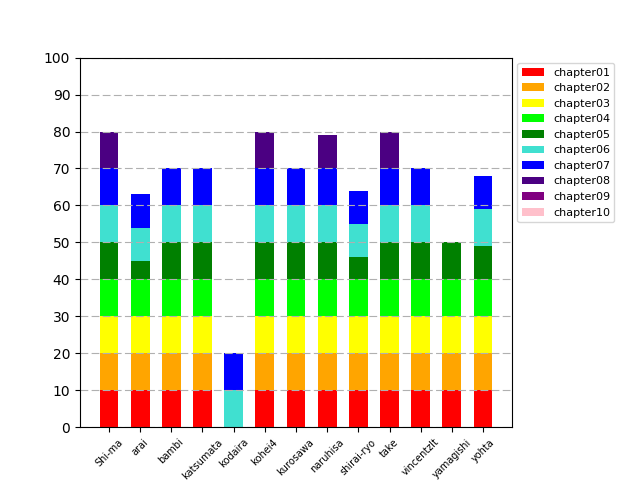 100
90
80
70
60
50
40
30
20
10
0
Shi-ma
arai
bambi
katsumata
kodaira
kohei4
kurosawa
naruhisa
shirai-ryo
take
vincentzlt
yamagishi
yohta
chapter01
chapter02
chapter03
chapter04
chapter05
chapter06
chapter07
chapter08
chapter09
chapter10